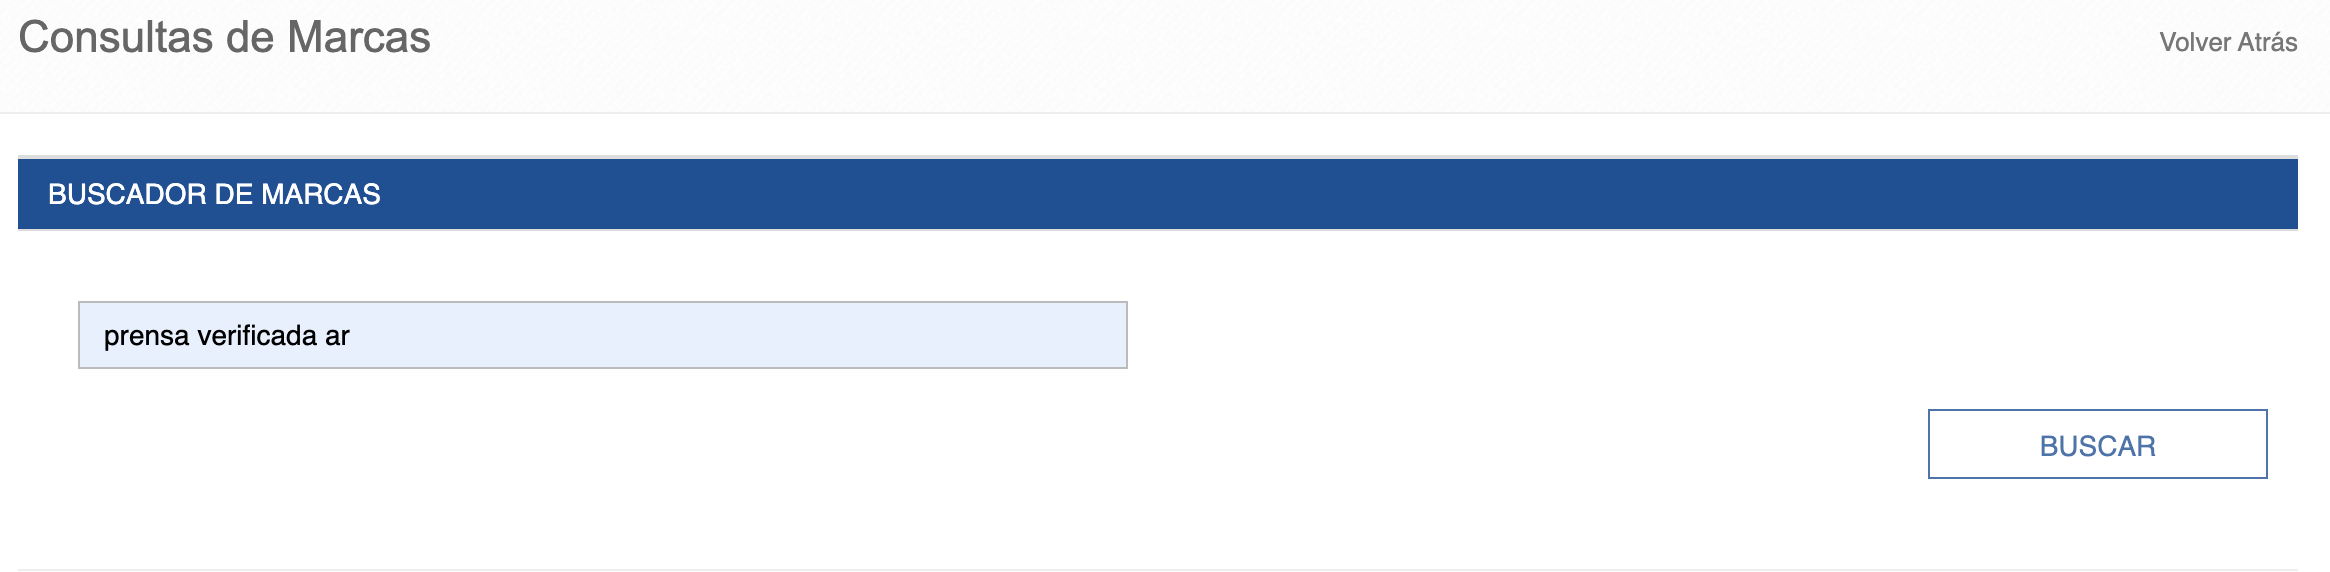 Consultas de Marcas
Volver Atrás
BUSCADOR DE MARCAS
prensa verificada ar
BUSCAR